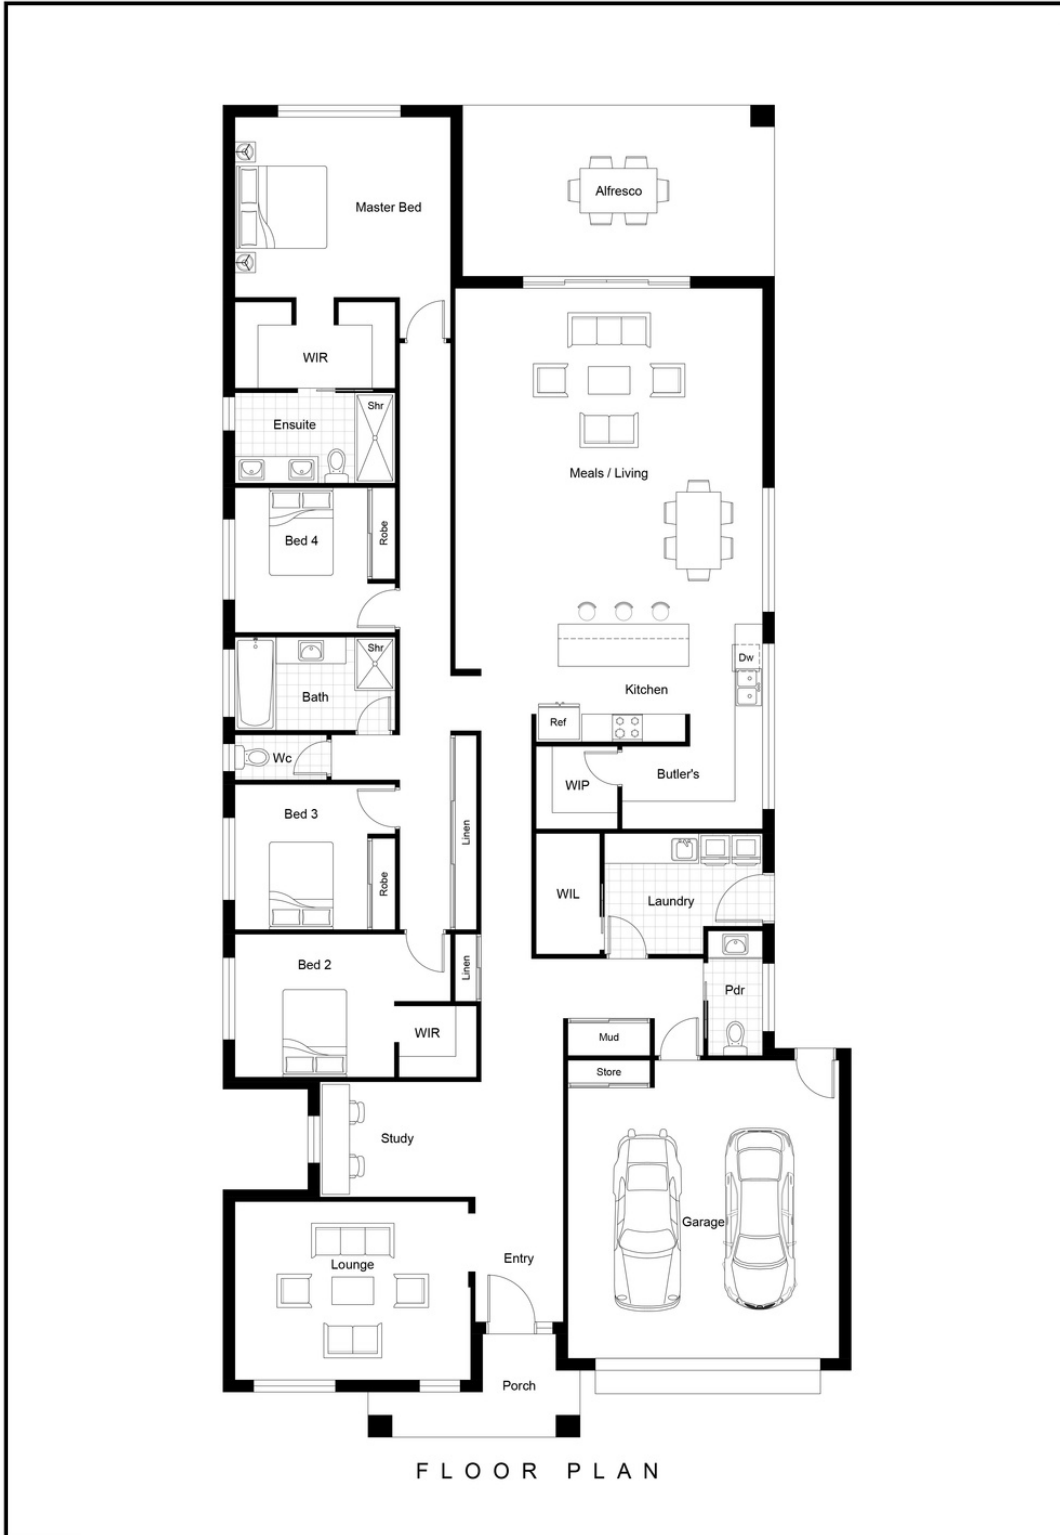 Alfresco
Master Bed
WIR
Shr
Ensuite
Meals / Living
Robe
Bed 4
Shr
Dw
Bath
Kitchen
Ref
Wc
WIP
Butler's
Bed 3
Linen
Robe
WIL
Laundry
Bed 2
Linen
Pdr
WIR
Mud
Store
Study
Garage
Entry
Lounge
Porch
FLOOR PLAN